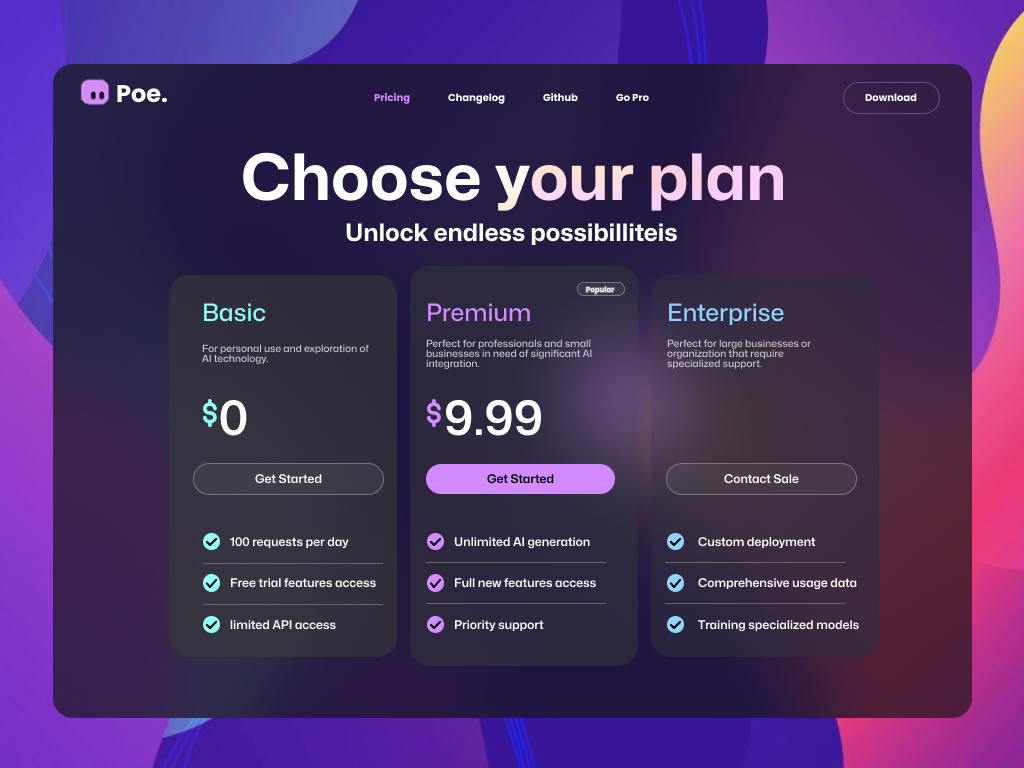 Poe.
Pricing
Changelog
Github
Go Pro
Download
Choose your plan
Unlock endless possibilliteis
Basic
For personal use and exploration of
AI technology.
$0
Get Started
100 requests per day
Free trial features access
limited API access
Popular
Premium
Perfect for professionals and small
businesses in need of significant AI
integration.
$9.99
Get Started
Unlimited AI generation
Full new features access
Priority support
Enterprise
Perfect for large businesses or
organization that require
specialized support.
Contact Sale
Custom deployment
Comprehensive usage data
Training specialized models